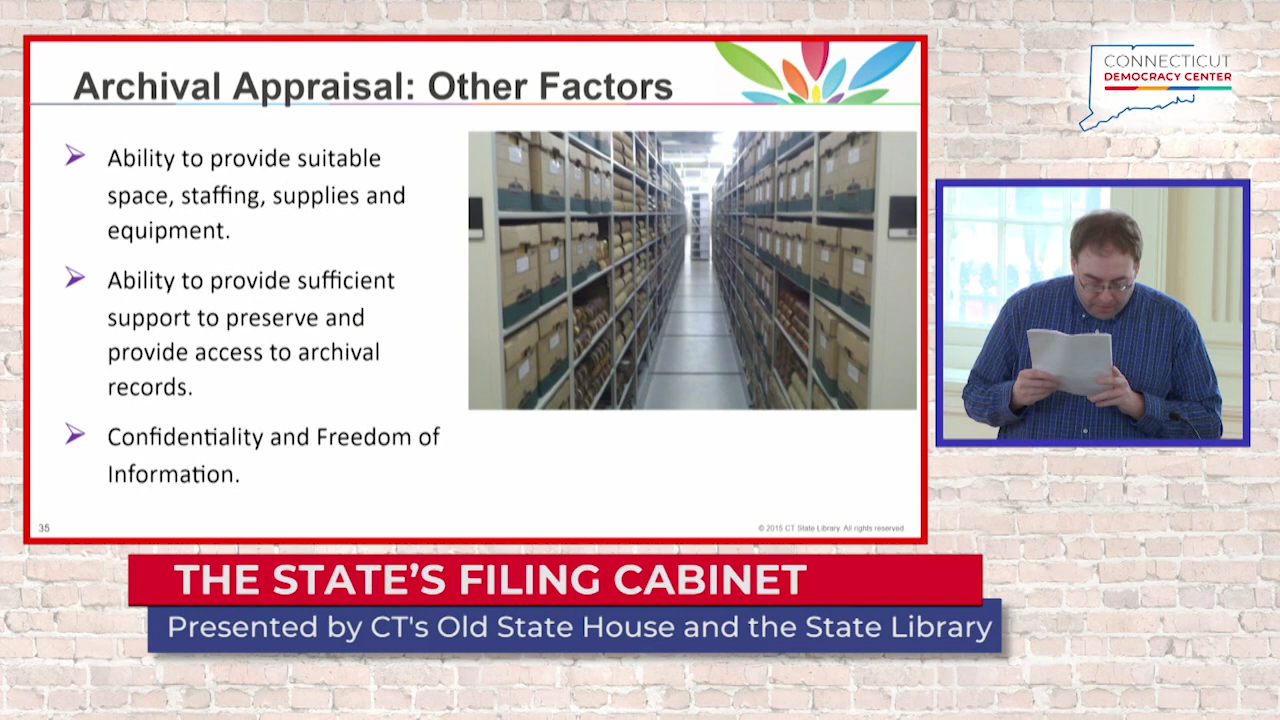 Archival Appraisal: Other Factors
Ability to provide suitable
space, staffing, supplies and
equipment.
Ability to provide sufficient
support to preserve and
provide access to archival
records.
Confidentiality and Freedom of
Information.
35
© 2015 CT State Library. All rights reserved
CONNECTICUT
DEMOCRACY CENTER
THE STATE'S FILING CABINET
Presented by CT's Old State House and the State Library